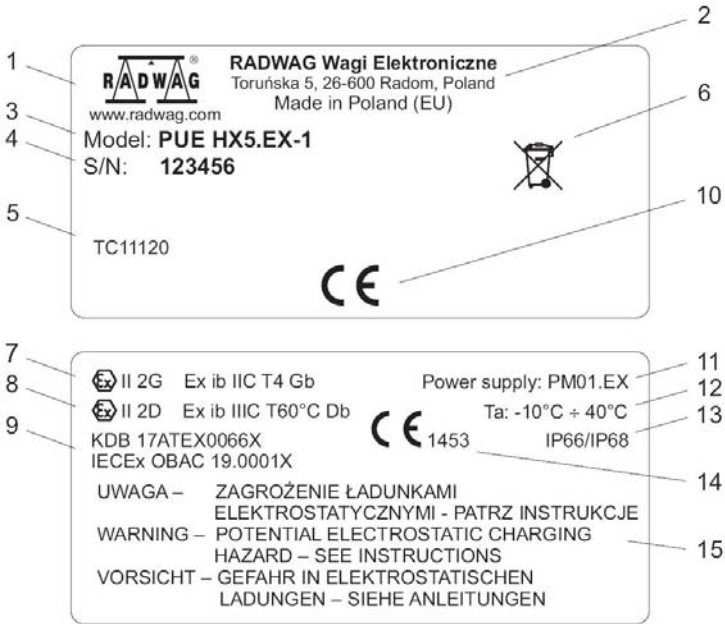 1
2
3
4
5
6
10
RADWAG®
RADWAG Wagi Elektroniczne
Toruńska 5, 26-600 Radom, Poland
Made in Poland (EU)
www.radwag.com
Model: PUE HX5.EX-1
S/N: 123456
TC11120
CE
7
8
9
11
12
13
14
15
Ex II 2G Ex ib IIC T4 Gb
Power supply: PM01.EX
Ex II 2D Ex ib IIIC T60°C Db
Ta: -10°C ÷ 40°C
KDB 17ATEX0066X
CE 1453
IP66/IP68
IECEx OBAC 19.0001X
UWAGA – ZAGROŻENIE ŁADUNKAMI
ELEKTROSTATYCZNYMI - PATRZ INSTRUKCJE
WARNING – POTENTIAL ELECTROSTATIC CHARGING
HAZARD – SEE INSTRUCTIONS
VORSICHT – GEFAHR IN ELEKTROSTATISCHEN
LADUNGEN – SIEHE ANLEITUNGEN